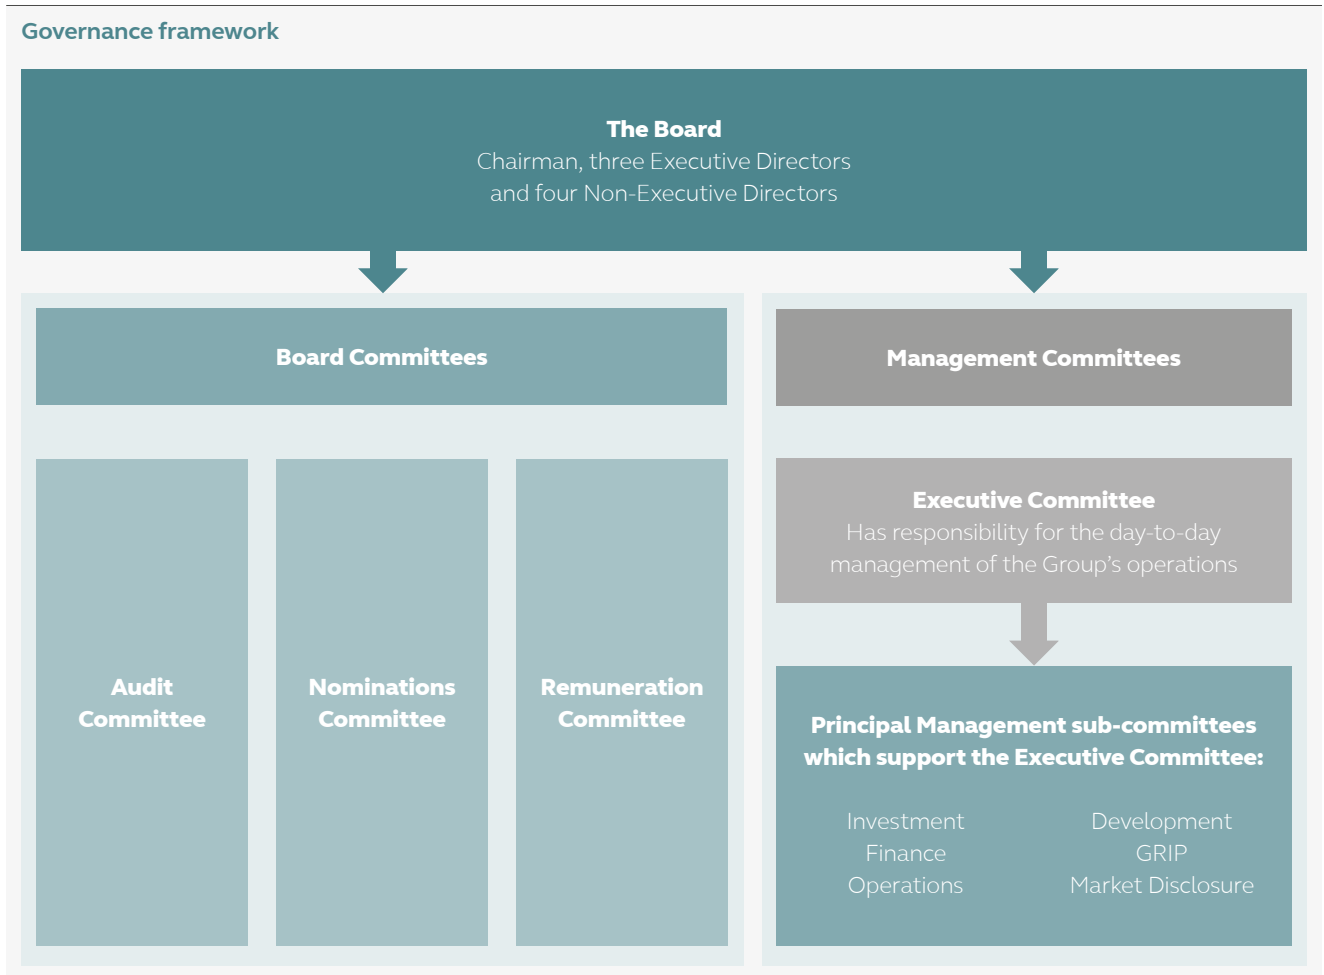 Governance framework
The Board
Chairman, three Executive Directors
and four Non-Executive Directors
Board Committees
Audit
Committee
Nominations
Committee
Remuneration
Committee
Management Committees
Executive Committee
Has responsibility for the day-to-day
management of the Group’s operations
Principal Management sub-committees
which support the Executive Committee:
Investment
Finance
Operations
Development
GRIP
Market Disclosure